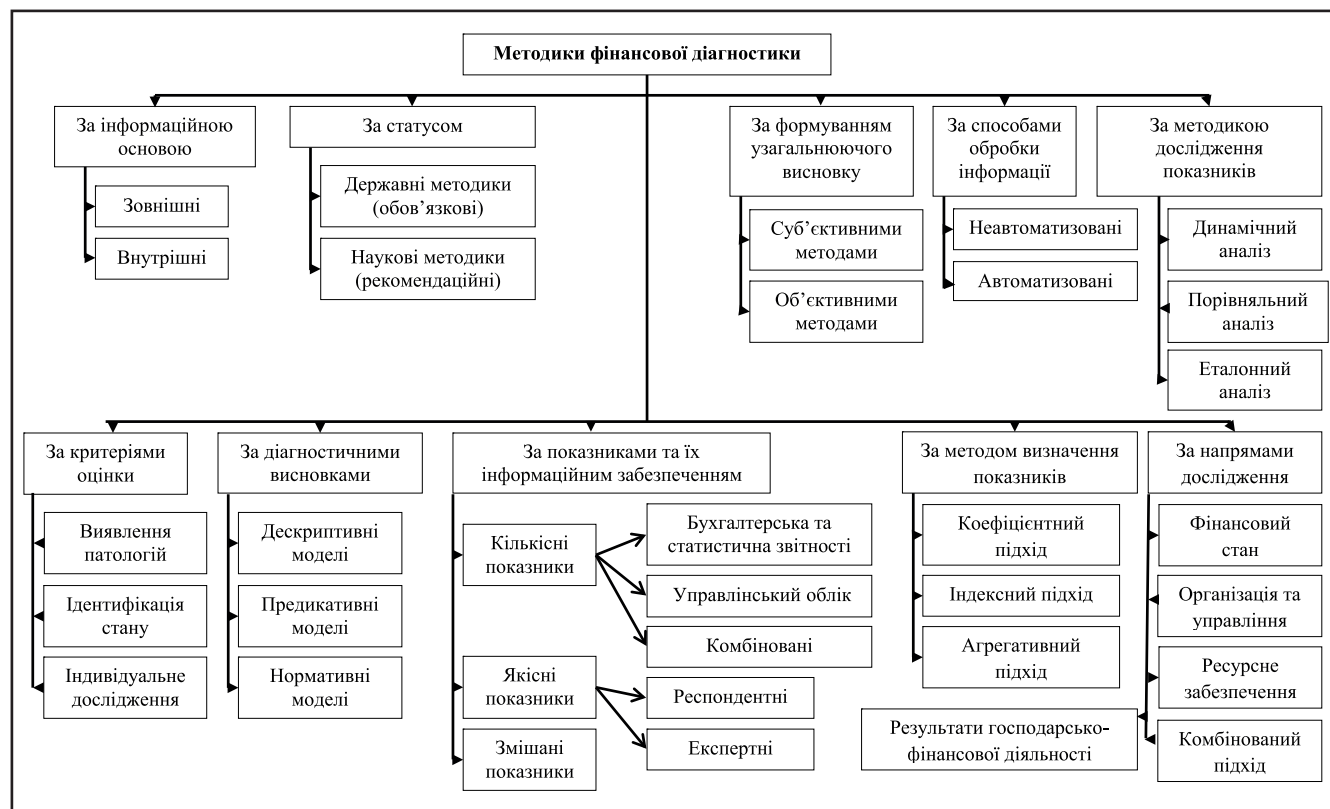 Методики фінансової діагностики
За інформаційною
основою
Зовнішні
Внутрішні
За статусом
Державні методики
(обов’язкові)
Наукові методики
(рекомендаційні)
За формуванням
узагальнюючого
висновку
Суб’єктивними
методами
Об’єктивними
методами
За способами
обробки
інформації
Неавтоматизовані
Автоматизовані
За методикою
дослідження
показників
Динамічний
аналіз
Порівняльний
аналіз
Еталонний
аналіз
За критеріями
оцінки
Виявлення
патологій
Ідентифікація
стану
Індивідуальне
дослідження
За діагностичними
висновками
Дескриптивні
моделі
Предикативні
моделі
Нормативні
моделі
За показниками та їх
інформаційним забезпеченням
Кількісні
показники
Бухгалтерська та
статистична звітності
Управлінський облік
Комбіновані
Якісні
показники
Респондентні
Експертні
Змішані
показники
За методом визначення
показників
Коефіцієнтний
підхід
Індексний підхід
Агрегативний
підхід
За напрямами
дослідження
Фінансовий
стан
Організація та
управління
Ресурсне
забезпечення
Результати господарсько-
фінансової діяльності
Комбінований
підхід